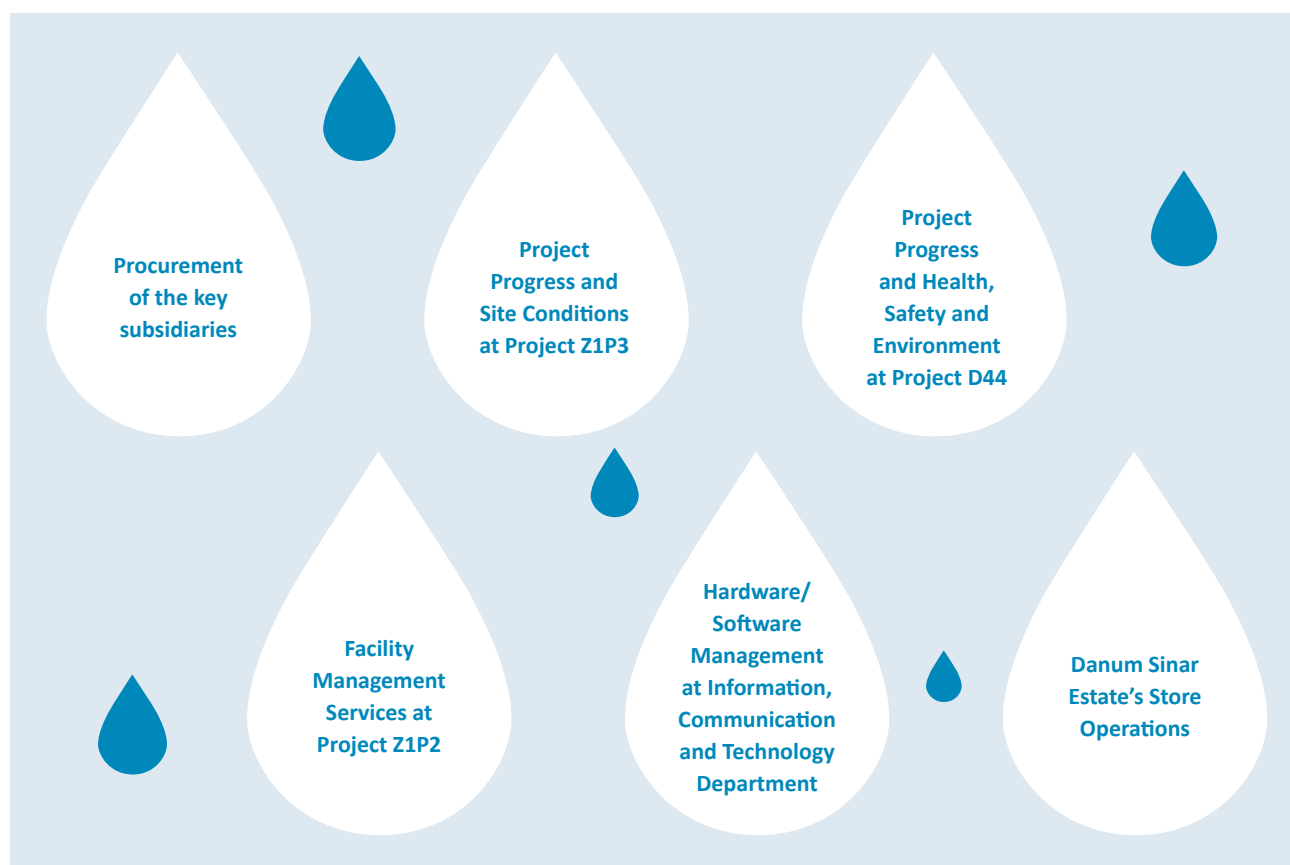 Procurement
of the key
subsidiaries
Project
Progress and
Site Conditions
at Project Z1P3
Project
Progress
and Health,
Safety and
Environment
at Project D44
Facility
Management
Services at
Project Z1P2
Hardware/
Software
Management
at Information,
Communication
and Technology
Department
Danum Sinar
Estate’s Store
Operations